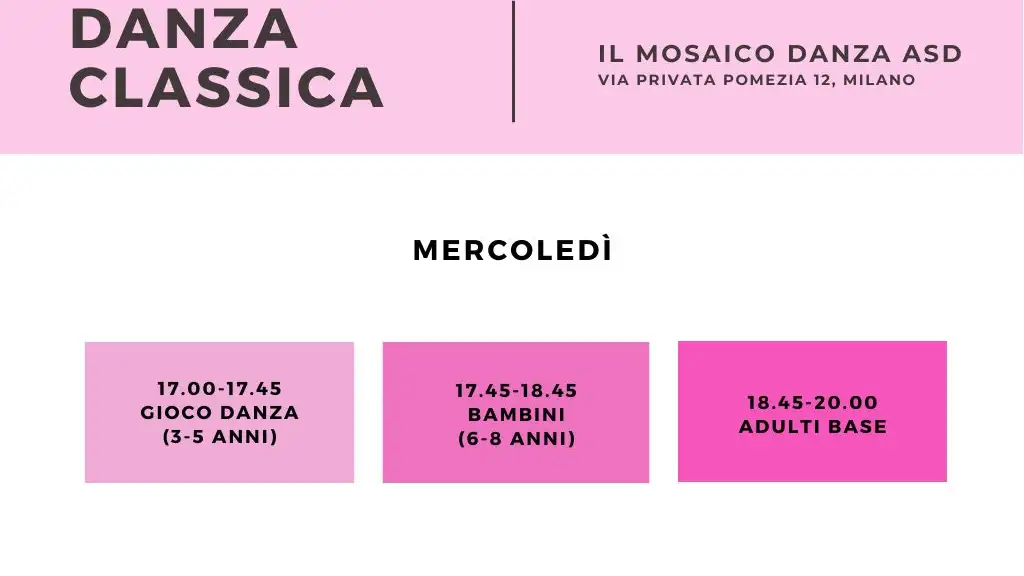 DANZA
CLASSICA
IL MOSAICO DANZA ASD
VIA PRIVATA POMEZIA 12, MILANO
MERCOLEDÌ
17.00-17.45
GIOCO DANZA
(3-5 ANNI)
17.45-18.45
BAMBINI
(6-8 ANNI)
18.45-20.00
ADULTI BASE